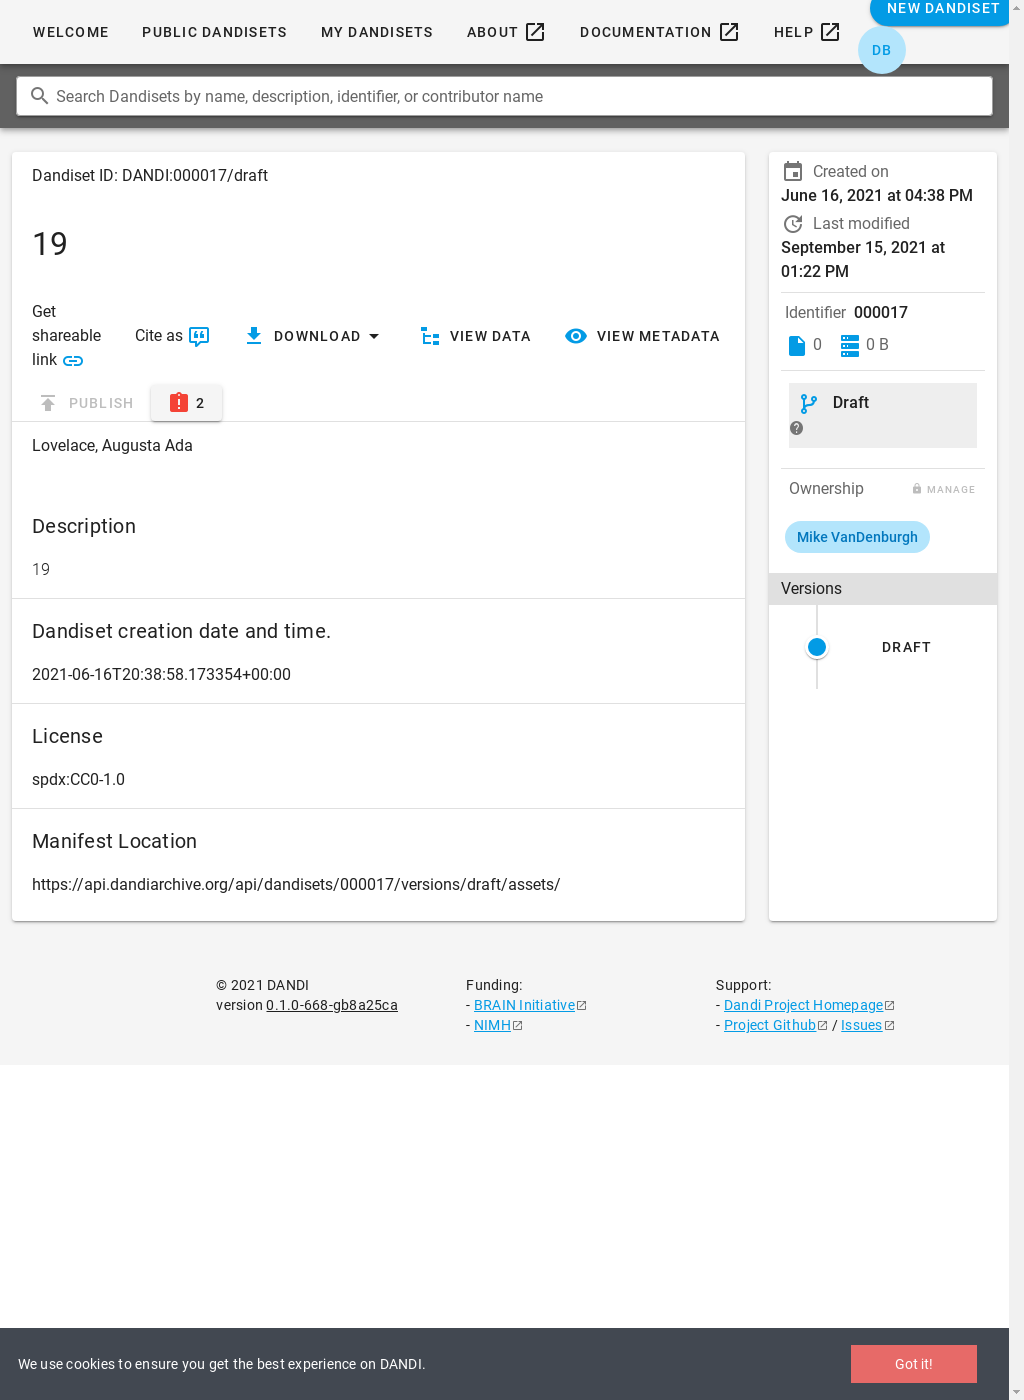 WELCOME
PUBLIC DANDISETS
MY DANDISETS
ABOUT
DOCUMENTATION
HELP
NEW DANDISET
DB
Search Dandisets by name, description, identifier, or contributor name
Dandiset ID: DANDI:000017/draft
19
Get
shareable
link
Cite as
DOWNLOAD
VIEW DATA
VIEW METADATA
PUBLISH
2
Lovelace, Augusta Ada
Description
19
Dandiset creation date and time.
2021-06-16T20:38:58.173354+00:00
License
spdx:CC0-1.0
Manifest Location
https://api.dandiarchive.org/api/dandisets/000017/versions/draft/assets/
Created on
June 16, 2021 at 04:38 PM
Last modified
September 15, 2021 at
01:22 PM
Identifier 000017
0
0 B
Draft
Ownership
MANAGE
Mike VanDenburgh
Versions
DRAFT
© 2021 DANDI
version 0.1.0-668-gb8a25ca
Funding:
- BRAIN Initiative
- NIMH
Support:
- Dandi Project Homepage
- Project Github / Issues
We use cookies to ensure you get the best experience on DANDI.
Got it!